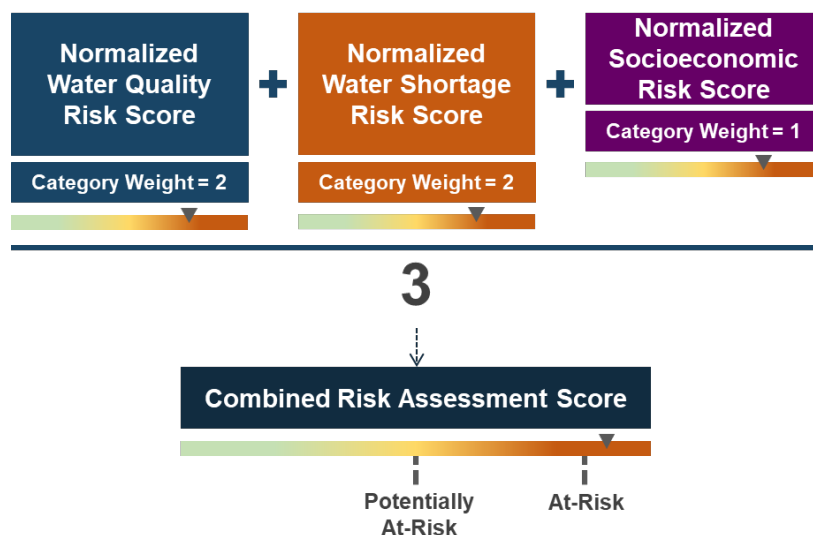 Normalized
Water Quality
Risk Score
+
Normalized
Water Shortage
Risk Score
+
Normalized
Socioeconomic
Risk Score
Category Weight = 2
Category Weight = 2
Category Weight = 1
3
Combined Risk Assessment Score
Potentially
At-Risk
At-Risk